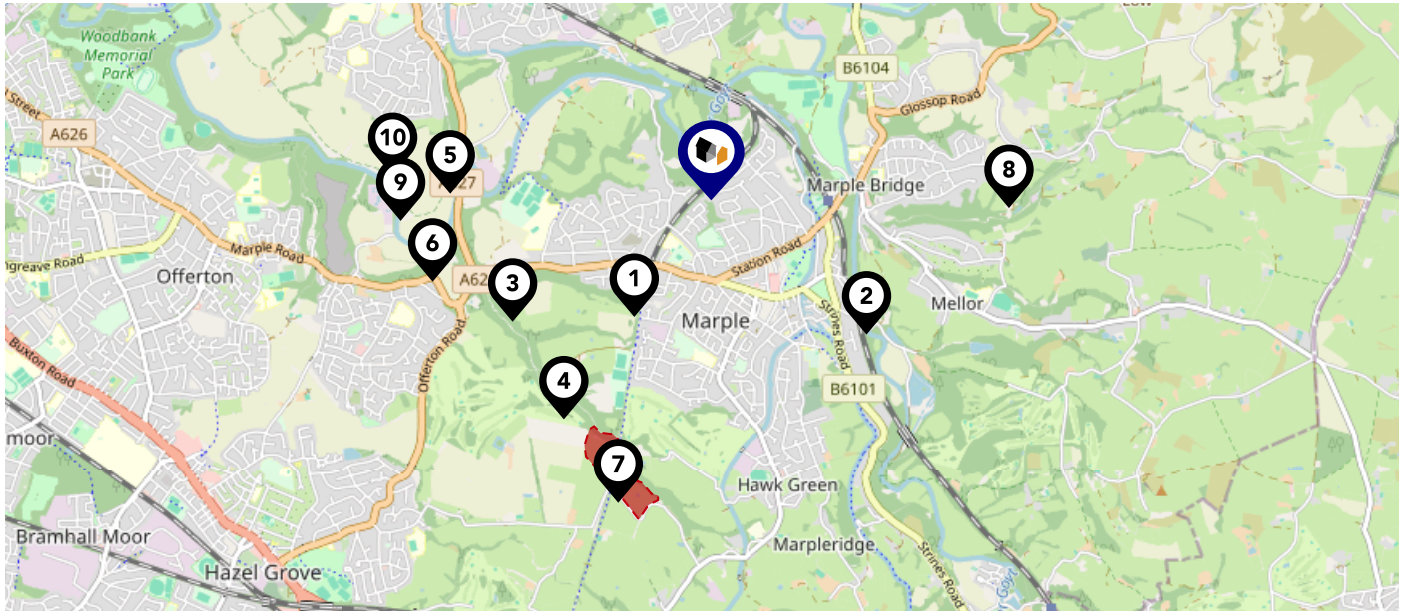 Woodbank
Memorial
Park
B6104
Glossop Road
A626
Street
10
5
9
8
Goyt
Marple Bridge
Marple Road
ngreave Road
Offerton
6
A62
3
1
Station Road
2
Marple
Mellor
Strines Road
Buxton Road
Offerton Road
4
B6101
moor
7
Hawk Green
Bramhall Moor
Marpleridge
Hazel Grove
Strines Road
Goyt